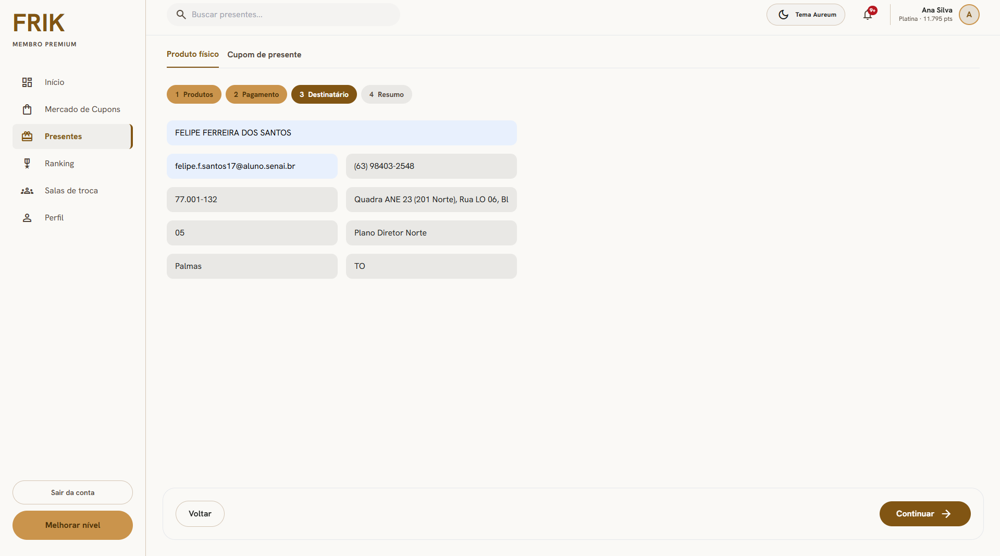 FRIK
MEMBRO PREMIUM
Início
Mercado de Cupons
Presentes
Ranking
Salas de troca
Perfil
Sair da conta
Melhorar nível
Buscar presentes...
Tema Aureum
9+
Ana Silva
Platina · 11.795 pts
A
Produto físico Cupom de presente
1 Produtos 2 Pagamento 3 Destinatário 4 Resumo
FELIPE FERREIRA DOS SANTOS
felipe.f.santos17@aluno.senai.br (63) 98403-2548
77.001-132 Quadra ANE 23 (201 Norte), Rua LO 06, Bl
05 Plano Diretor Norte
Palmas TO
Voltar Continuar